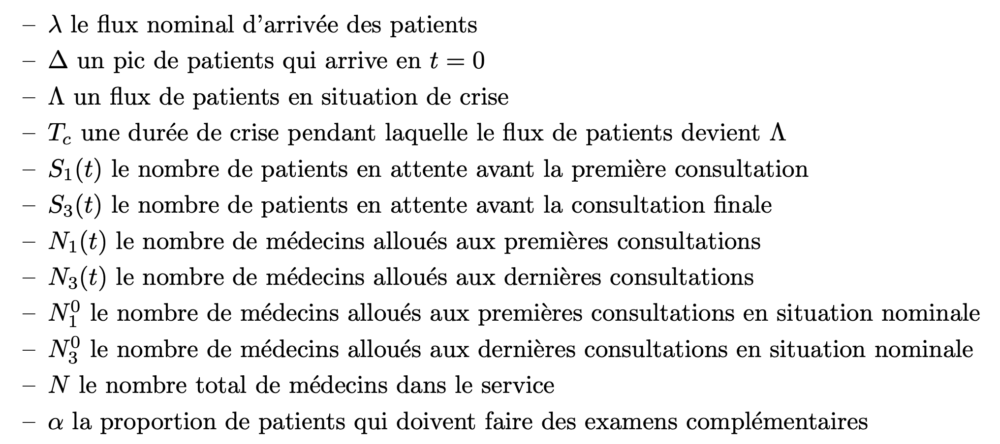 – λ le flux nominal d'arrivée des patients
– Δ un pic de patients qui arrive en t = 0
– Λ un flux de patients en situation de crise
– T_c une durée de crise pendant laquelle le flux de patients devient Λ
– S_1(t) le nombre de patients en attente avant la première consultation
– S_3(t) le nombre de patients en attente avant la consultation finale
– N_1(t) le nombre de médecins alloués aux premières consultations
– N_3(t) le nombre de médecins alloués aux dernières consultations
– N_1^0 le nombre de médecins alloués aux premières consultations en situation nominale
– N_3^0 le nombre de médecins alloués aux dernières consultations en situation nominale
– N le nombre total de médecins dans le service
– α la proportion de patients qui doivent faire des examens complémentaires